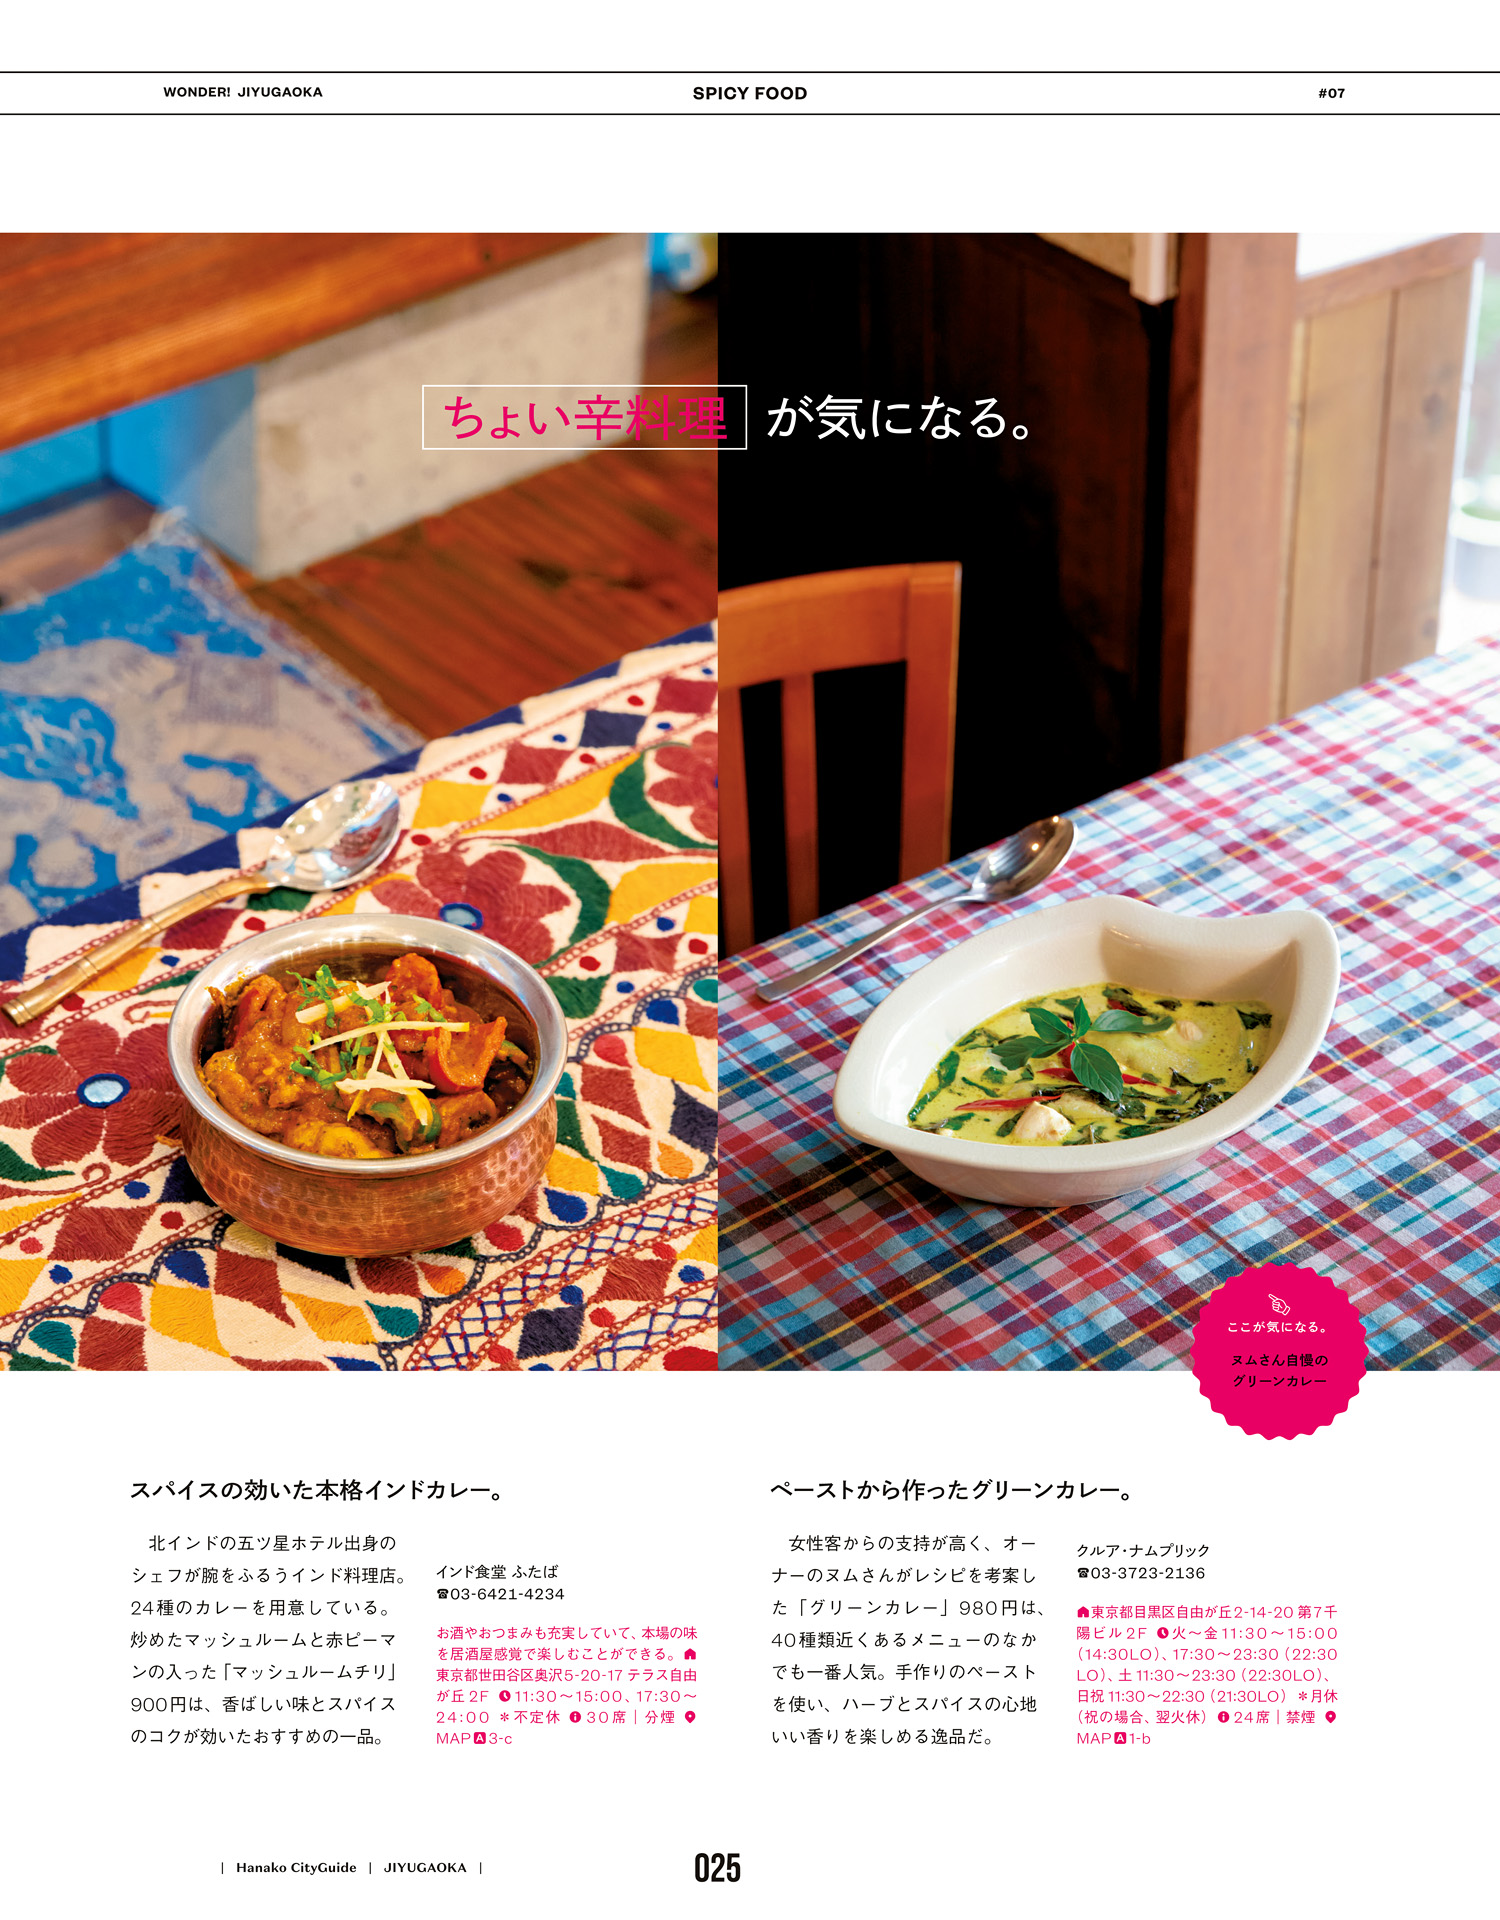 WONDER! JIYUGAOKA
SPICY FOOD
#07
ちょい辛料理 が気になる。
ここが気になる。
ヌムさん自慢の
グリーンカレー
スパイスの効いた本格インドカレー。
北インドの五ツ星ホテル出身の
シェフが腕をふるうインド料理店。
24種のカレーを用意している。
炒めたマッシュルームと赤ピーマ
ンの入った「マッシュルームチリ」
900円は、香ばしい味とスパイス
のコクが効いたおすすめの一品。
インド食堂 ふたば
☎03-6421-4234
お酒やおつまみも充実していて、本場の味
を居酒屋感覚で楽しむことができる。
東京都世田谷区奥沢5-20-17 テラス自由
が丘2F 11:30〜15:00、17:30〜
24:00 *不定休 30席|分煙
MAP A 3-c
ペーストから作ったグリーンカレー。
女性客からの支持が高く、オー
ナーのヌムさんがレシピを考案し
た「グリーンカレー」980円は、
40種類近くあるメニューのなか
でも一番人気。手作りのペースト
を使い、ハーブとスパイスの心地
いい香りを楽しめる逸品だ。
クルア・ナムプリック
☎03-3723-2136
東京都目黒区自由が丘2-14-20 第7千
陽ビル2F 火〜金11:30〜15:00
(14:30LO)、17:30〜23:30(22:30
LO)、土11:30〜23:30(22:30LO)、
日祝11:30〜22:30(21:30LO) *月休
(祝の場合、翌火休) 24席|禁煙
MAP A 1-b
| Hanako CityGuide | JIYUGAOKA |
025